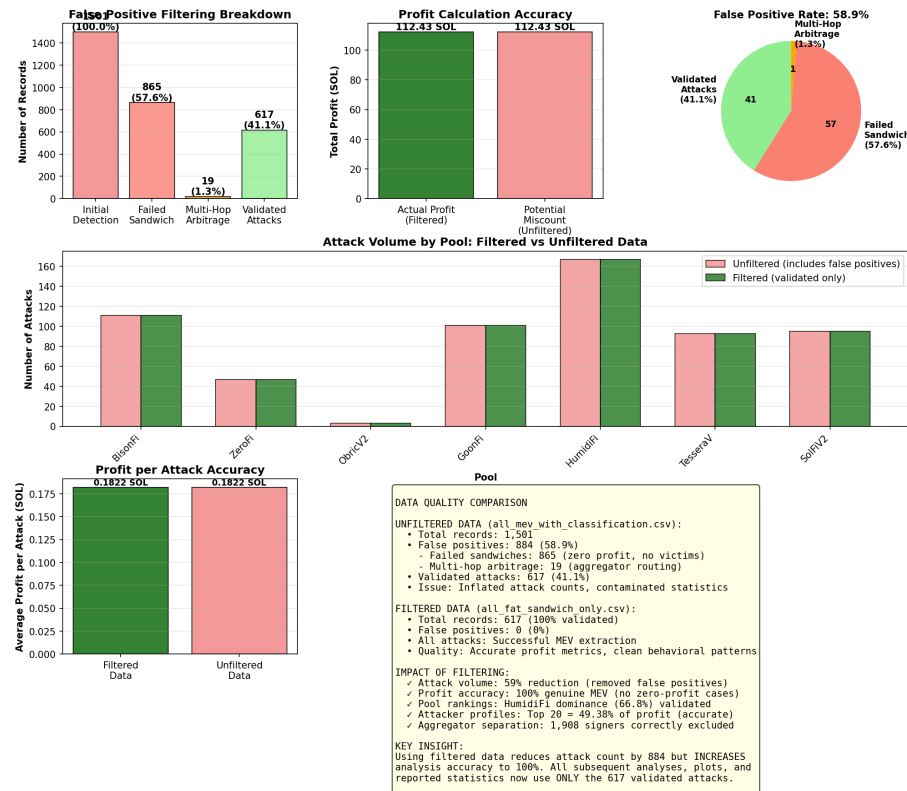 False Positive Filtering Breakdown
1501
(100.0%)
865
(57.6%)
19
(1.3%)
617
(41.1%)
Number of Records
1400
1200
1000
800
600
400
200
0
Initial
Detection
Failed
Sandwich
Multi-Hop
Arbitrage
Validated
Attacks
Profit Calculation Accuracy
112.43 SOL
112.43 SOL
Total Profit (SOL)
100
80
60
40
20
0
Actual Profit
(Filtered)
Potential
Miscount
(Unfiltered)
False Positive Rate: 58.9%
Multi-Hop
Arbitrage
(1.3%)
Validated
Attacks
(41.1%)
Failed
Sandwich
(57.6%)
1
41
57
Attack Volume by Pool: Filtered vs Unfiltered Data
Unfiltered (includes false positives)
Filtered (validated only)
Number of Attacks
160
140
120
100
80
60
40
20
0
BisonFi
ZeroFi
ObricV2
GoonFi
HumidiFi
TesseraV
SolFiV2
Pool
Profit per Attack Accuracy
0.1822 SOL
0.1822 SOL
Average Profit per Attack (SOL)
0.175
0.150
0.125
0.100
0.075
0.050
0.025
0.000
Filtered
Data
Unfiltered
Data
DATA QUALITY COMPARISON
UNFILTERED DATA (all_mev_with_classification.csv):
• Total records: 1,501
• False positives: 884 (58.9%)
- Failed sandwiches: 865 (zero profit, no victims)
- Multi-hop arbitrage: 19 (aggregator routing)
• Validated attacks: 617 (41.1%)
• Issue: Inflated attack counts, contaminated statistics
FILTERED DATA (all_fat_sandwich_only.csv):
• Total records: 617 (100% validated)
• False positives: 0 (0%)
• All attacks: Successful MEV extraction
• Quality: Accurate profit metrics, clean behavioral patterns
IMPACT OF FILTERING:
✓ Attack volume: 59% reduction (removed false positives)
✓ Profit accuracy: 100% genuine MEV (no zero-profit cases)
✓ Pool rankings: HumidiFi dominance (66.8%) validated
✓ Attacker profiles: Top 20 = 49.38% of profit (accurate)
✓ Aggregator separation: 1,908 signers correctly excluded
KEY INSIGHT:
Using filtered data reduces attack count by 884 but INCREASES
analysis accuracy to 100%. All subsequent analyses, plots, and
reported statistics now use ONLY the 617 validated attacks.